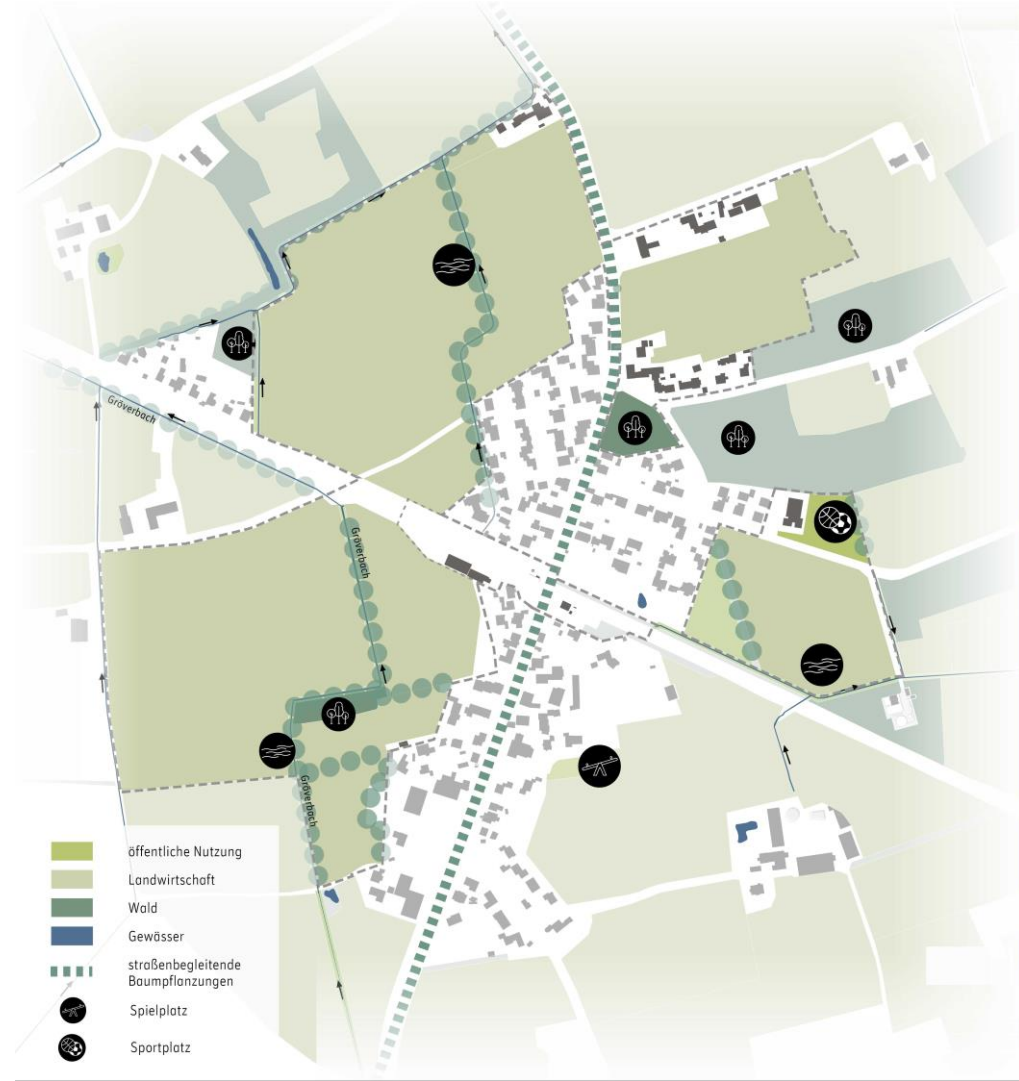 Gröverbach
Gröverbach
Gröverbach
öffentliche Nutzung
Landwirtschaft
Wald
Gewässer
straßenbegleitende
Baumpflanzungen
Spielplatz
Sportplatz